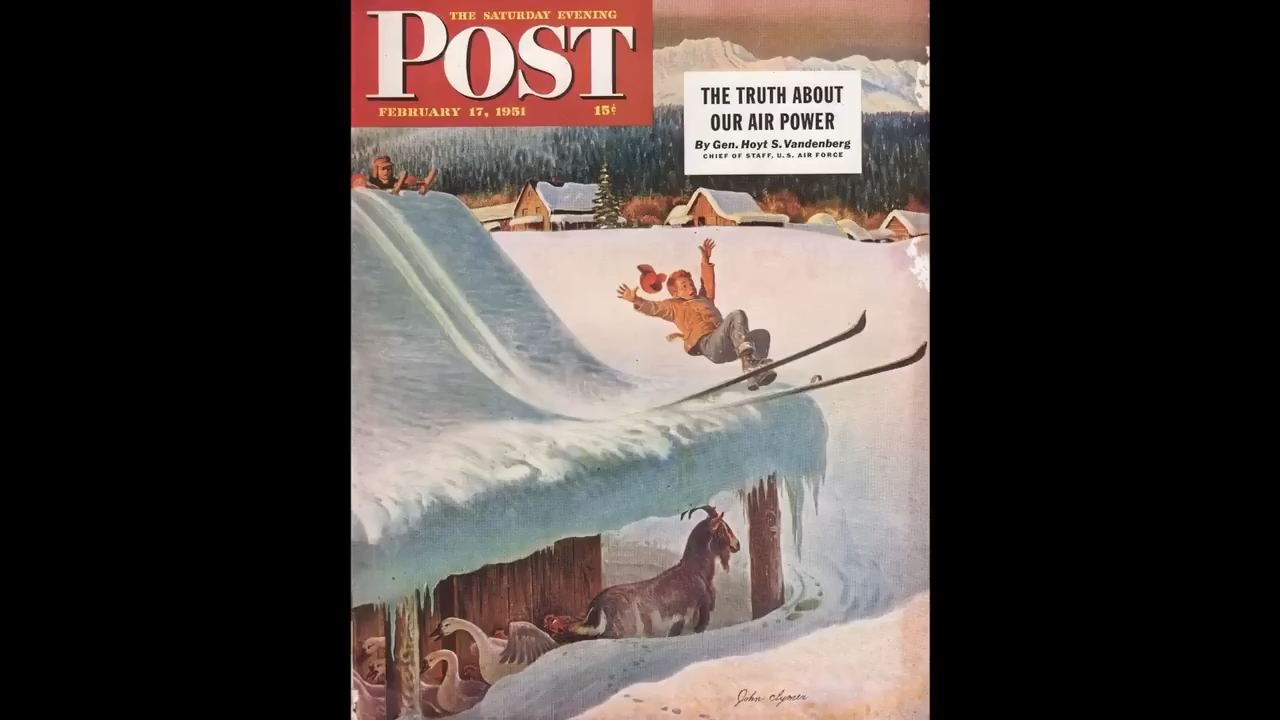 THE SATURDAY EVENING
POST
FEBRUARY 17, 1951 15¢
THE TRUTH ABOUT
OUR AIR POWER
By Gen. Hoyt S. Vandenberg
CHIEF OF STAFF, U.S. AIR FORCE
John Clymer